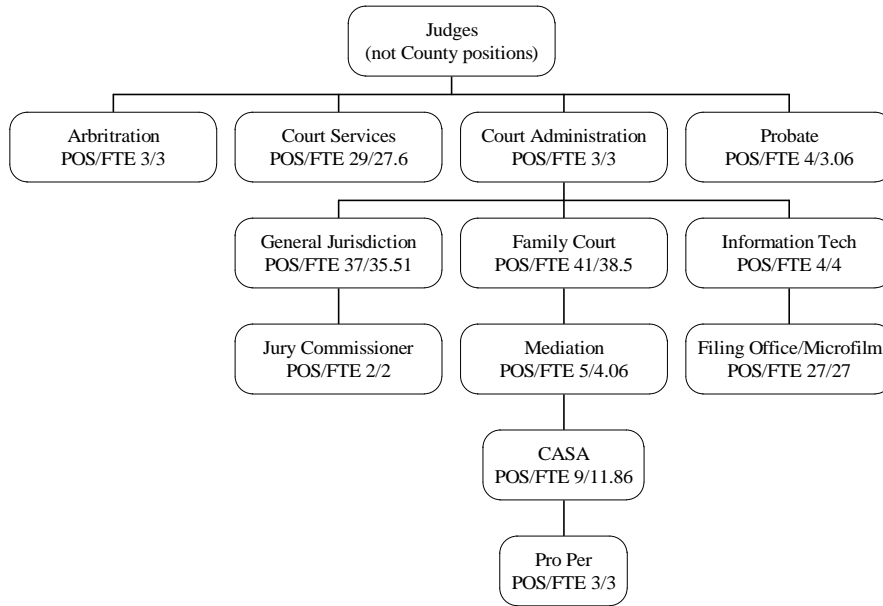 Judges
(not County positions)
Arbritration
POS/FTE 3/3
Court Services
POS/FTE 29/27.6
Court Administration
POS/FTE 3/3
Probate
POS/FTE 4/3.06
General Jurisdiction
POS/FTE 37/35.51
Family Court
POS/FTE 41/38.5
Information Tech
POS/FTE 4/4
Jury Commissioner
POS/FTE 2/2
Mediation
POS/FTE 5/4.06
Filing Office/Microfilm
POS/FTE 27/27
CASA
POS/FTE 9/11.86
Pro Per
POS/FTE 3/3